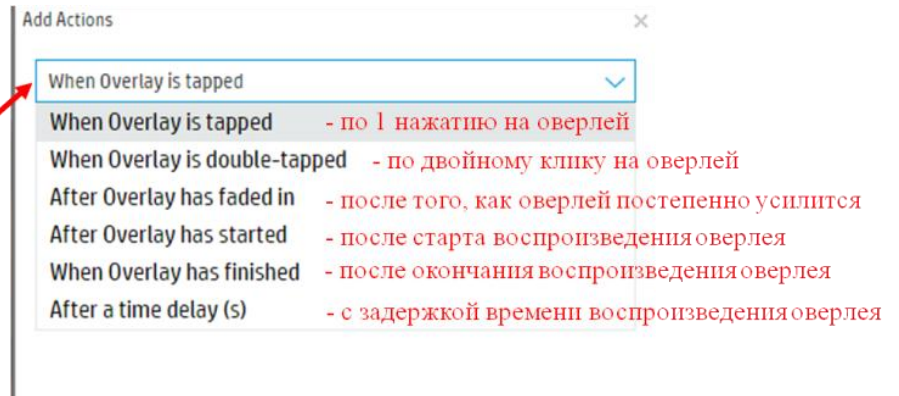 Add Actions
When Overlay is tapped
When Overlay is tapped - по 1 нажатию на оверлей
When Overlay is double-tapped - по двойному клику на оверлей
After Overlay has faded in - после того, как оверлей постепенно усилится
After Overlay has started - после старта воспроизведения оверлея
When Overlay has finished - после окончания воспроизведения оверлея
After a time delay (s) - с задержкой времени воспроизведения оверлея